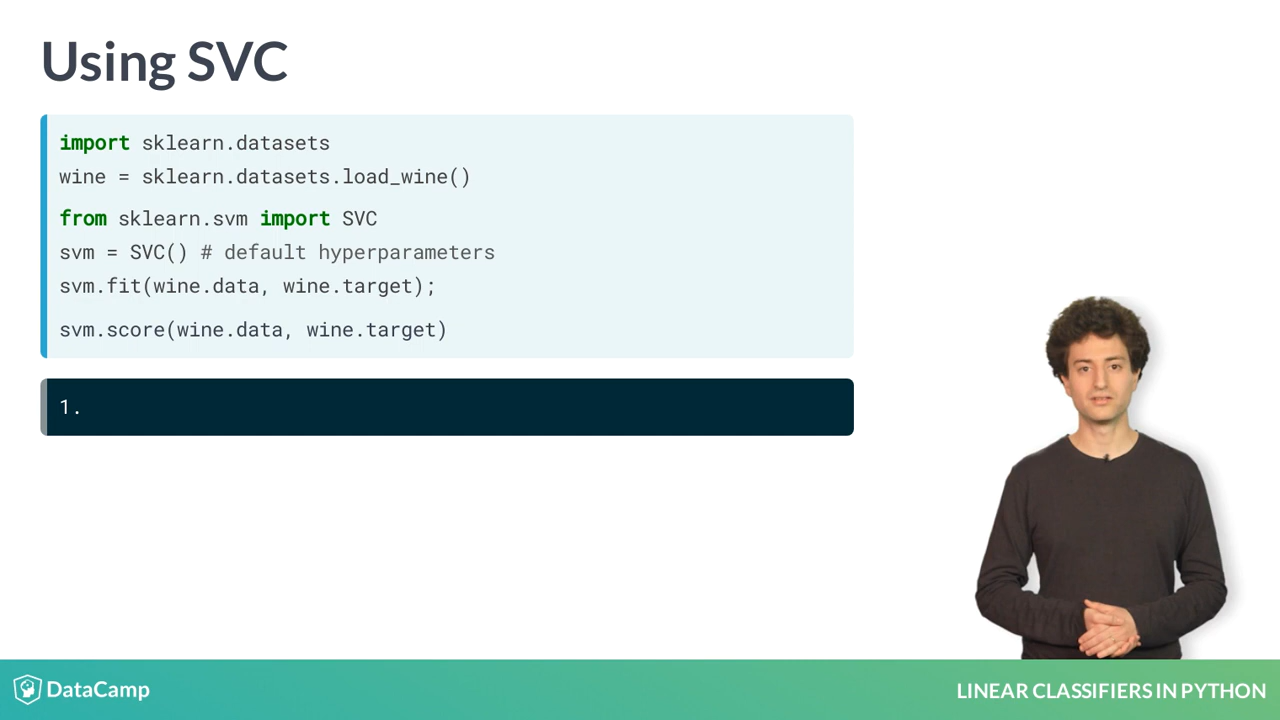 Using SVC
import sklearn.datasets
wine = sklearn.datasets.load_wine()
from sklearn.svm import SVC
svm = SVC() # default hyperparameters
svm.fit(wine.data, wine.target);
svm.score(wine.data, wine.target)
1.
DataCamp
LINEAR CLASSIFIERS IN PYTHON